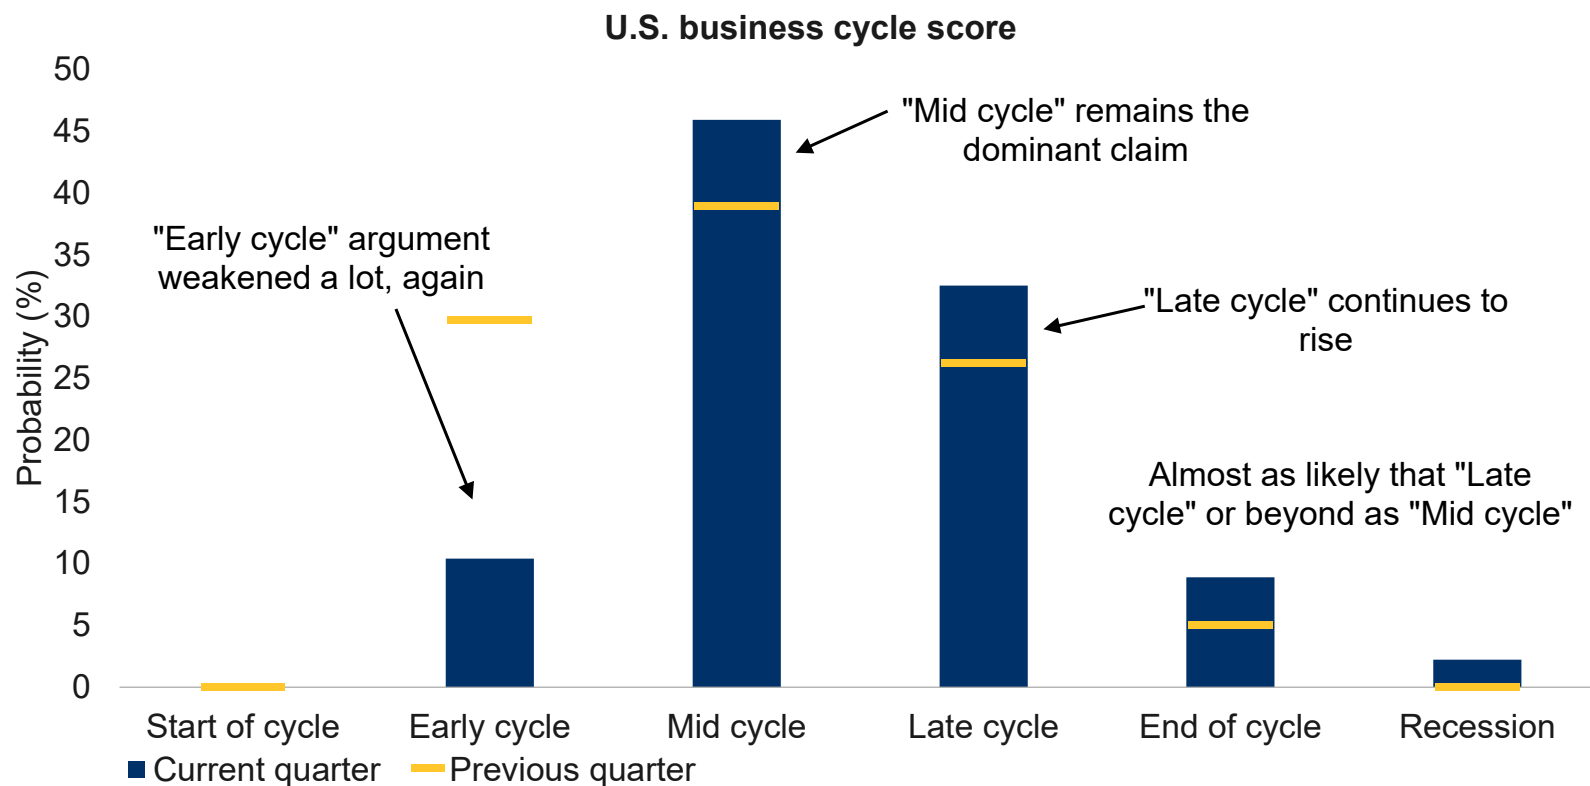 U.S. business cycle score
Probability (%)
50
45
40
35
30
25
20
15
10
5
0
"Early cycle" argument
weakened a lot, again
"Mid cycle" remains the
dominant claim
"Late cycle" continues to
rise
Almost as likely that "Late
cycle" or beyond as "Mid cycle"
Start of cycle
Early cycle
Mid cycle
Late cycle
End of cycle
Recession
Current quarter
Previous quarter